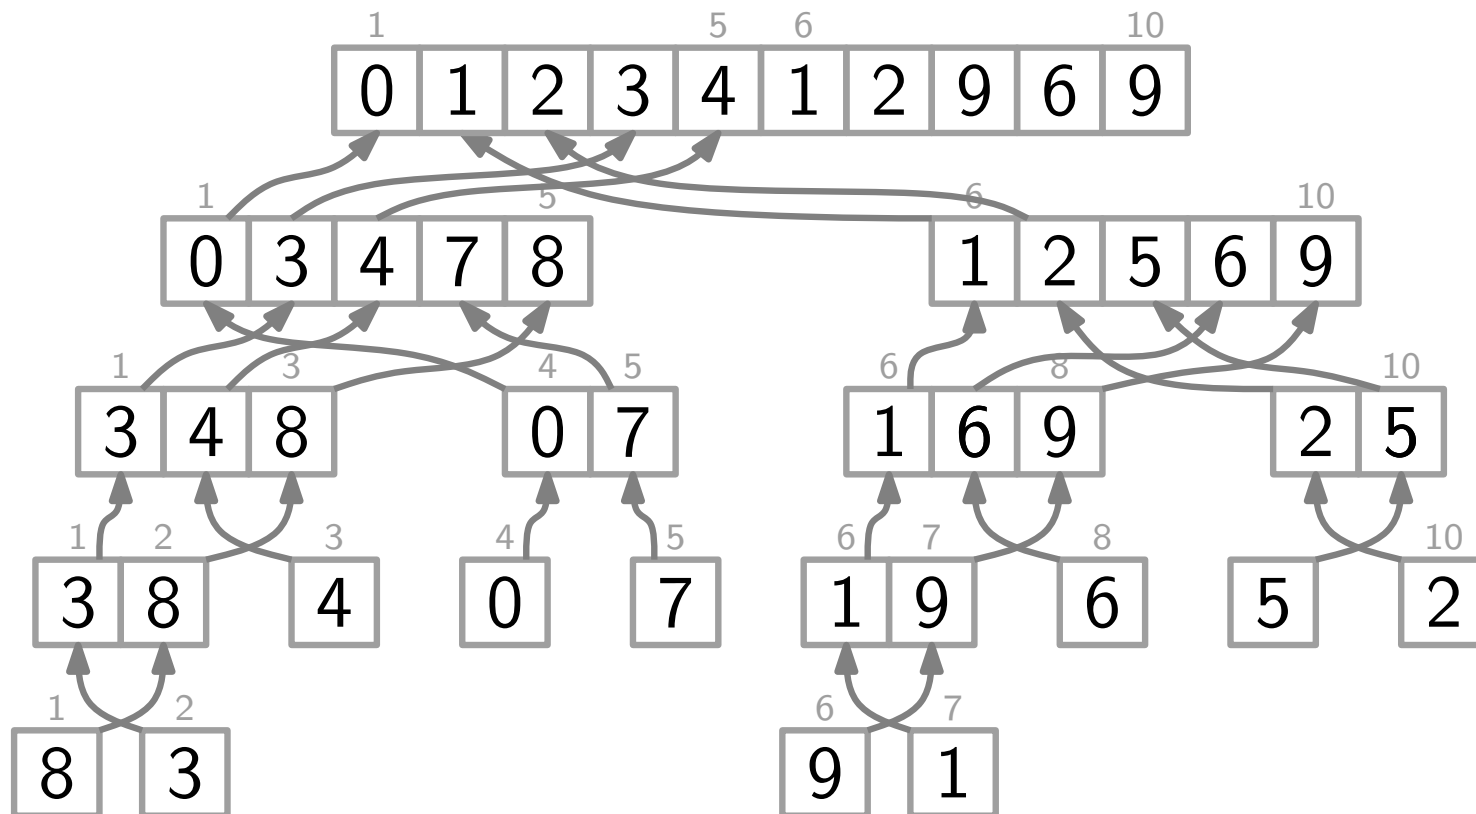 1 5 6 10
0 1 2 3 4 1 2 9 6 9
1 5 6 10
0 3 4 7 8 1 2 5 6 9
1 3 4 5 6 8 10
3 4 8 0 7 1 6 9 2 5
1 2 3 4 5 6 7 8 10
3 8 4 0 7 1 9 6 5 2
1 2 6 7
8 3 9 1